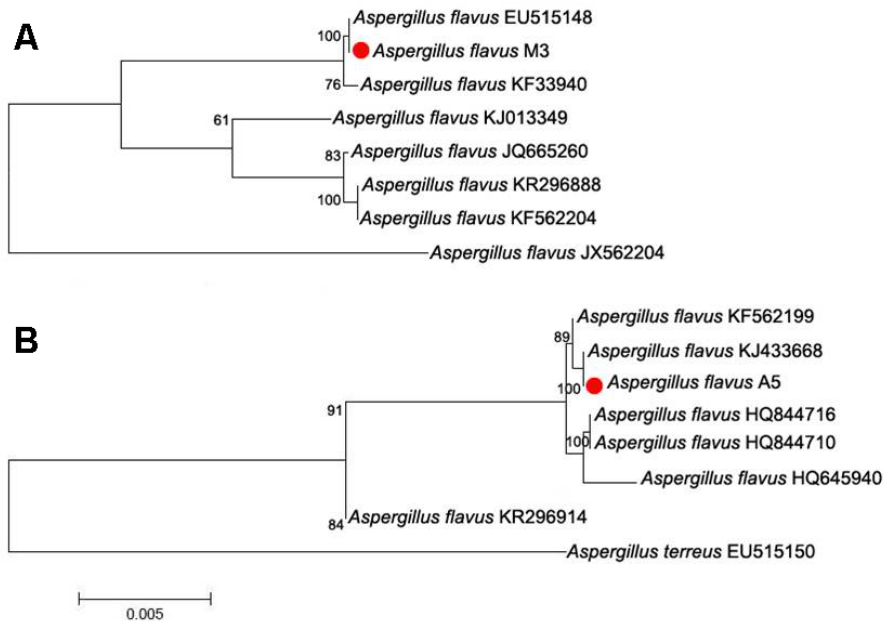 A
Aspergillus flavus EU515148
100
Aspergillus flavus M3
76
Aspergillus flavus KF33940
61
Aspergillus flavus KJ013349
83
Aspergillus flavus JQ665260
Aspergillus flavus KR296888
100
Aspergillus flavus KF562204
Aspergillus flavus JX562204
B
Aspergillus flavus KF562199
89
Aspergillus flavus KJ433668
100
Aspergillus flavus A5
Aspergillus flavus HQ844716
100
Aspergillus flavus HQ844710
Aspergillus flavus HQ645940
91
84
Aspergillus flavus KR296914
Aspergillus terreus EU515150
0.005